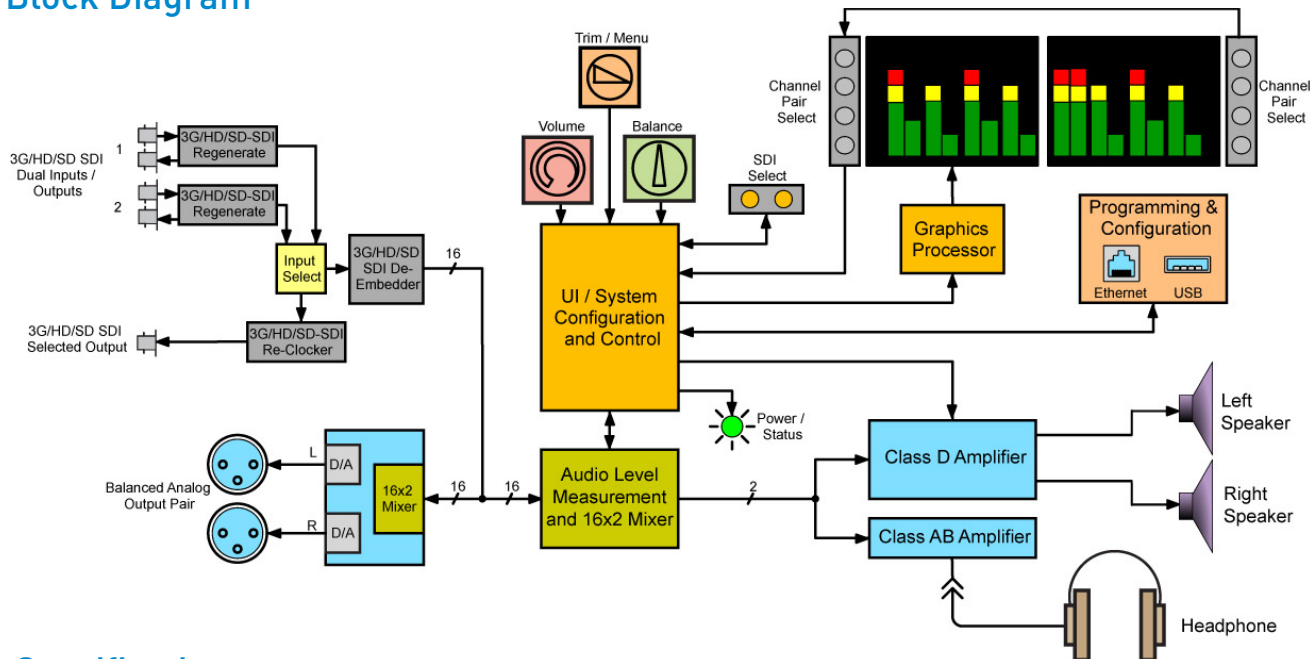 Block Diagram
Trim / Menu
Volume
Balance
SDI
Select
Channel
Pair
Select
Channel
Pair
Select
3G/HD/SD SDI
Dual Inputs /
Outputs
1
2
3G/HD/SD-SDI
Regenerate
3G/HD/SD-SDI
Regenerate
Input
Select
3G/HD/SD
SDI De-
Embedder
16
3G/HD/SD SDI
Selected Output
3G/HD/SD-SDI
Re-Clocker
UI / System
Configuration
and Control
Graphics
Processor
Programming &
Configuration
Ethernet
USB
Power /
Status
Balanced Analog
Output Pair
L
R
D/A
D/A
16x2
Mixer
16
16
Audio Level
Measurement
and 16x2 Mixer
2
Class D Amplifier
Class AB Amplifier
Left
Speaker
Right
Speaker
Headphone